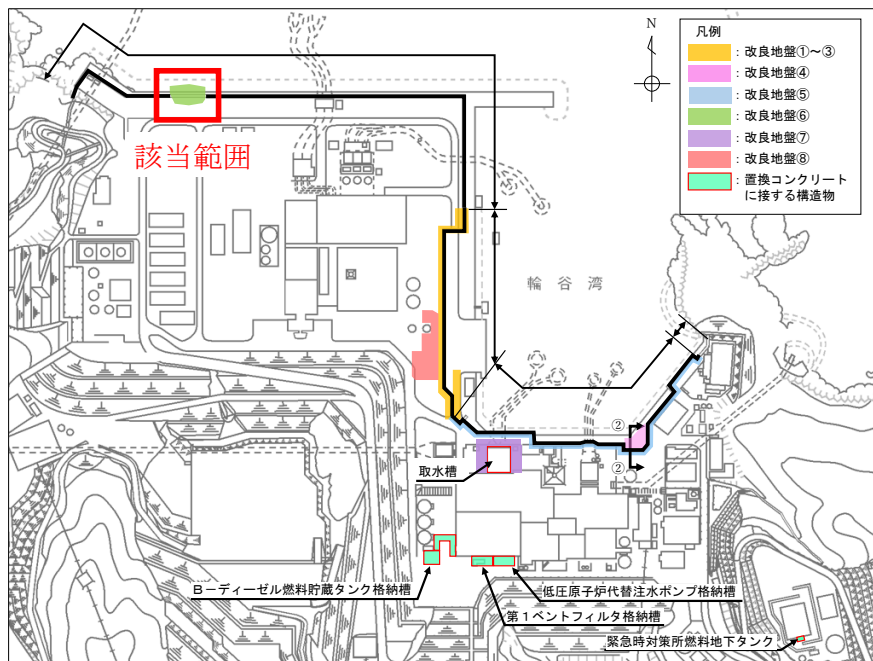 N
凡例
：改良地盤①～③
：改良地盤④
：改良地盤⑤
：改良地盤⑥
：改良地盤⑦
：改良地盤⑧
：置換コンクリート
に接する構造物
該当範囲
輪谷湾
②
②
取水槽
B－ディーゼル燃料貯蔵タンク格納槽
低圧原子炉代替注水ポンプ格納槽
第1ベントフィルタ格納槽
緊急時対策所燃料地下タンク